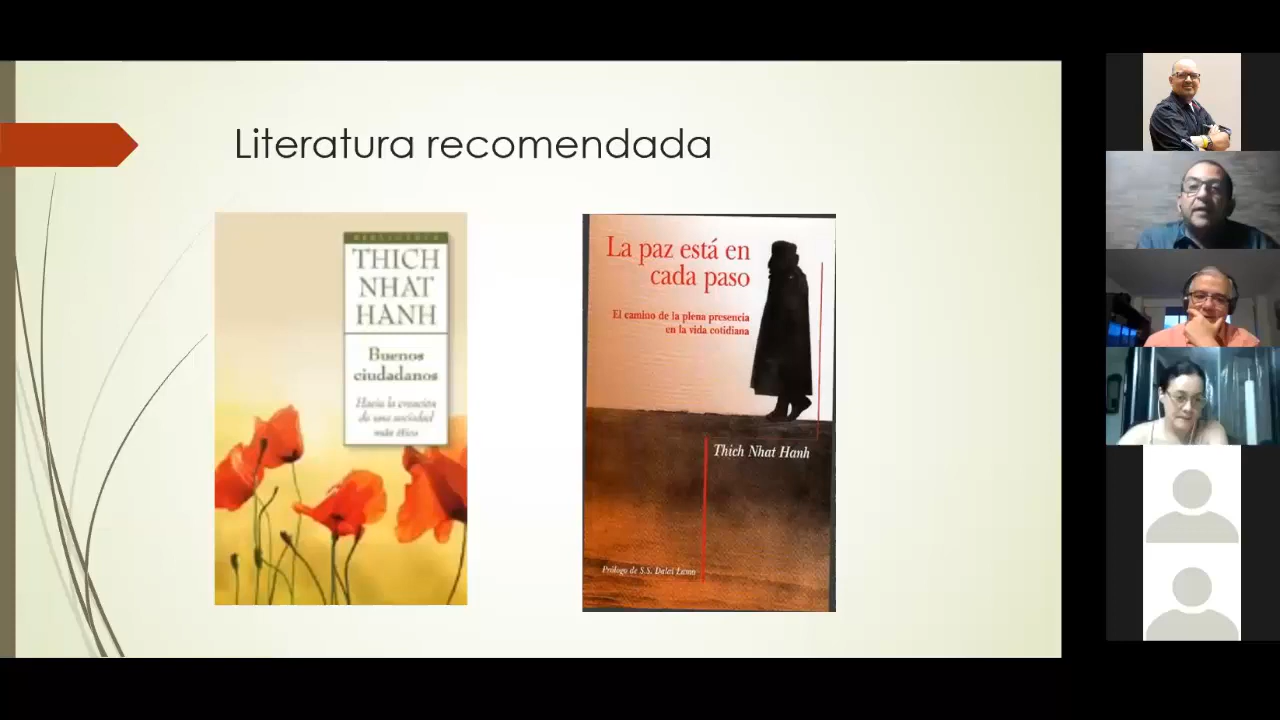 Literatura recomendada
BIBLIOTECA
THICH
NHAT
HANH
Buenos
ciudadanos
Hacia la creación
de una sociedad
más ética
La paz está en
cada paso
El camino de la plena presencia
en la vida cotidiana
Thich Nhat Hanh
Prólogo de S.S. Dalai Lama